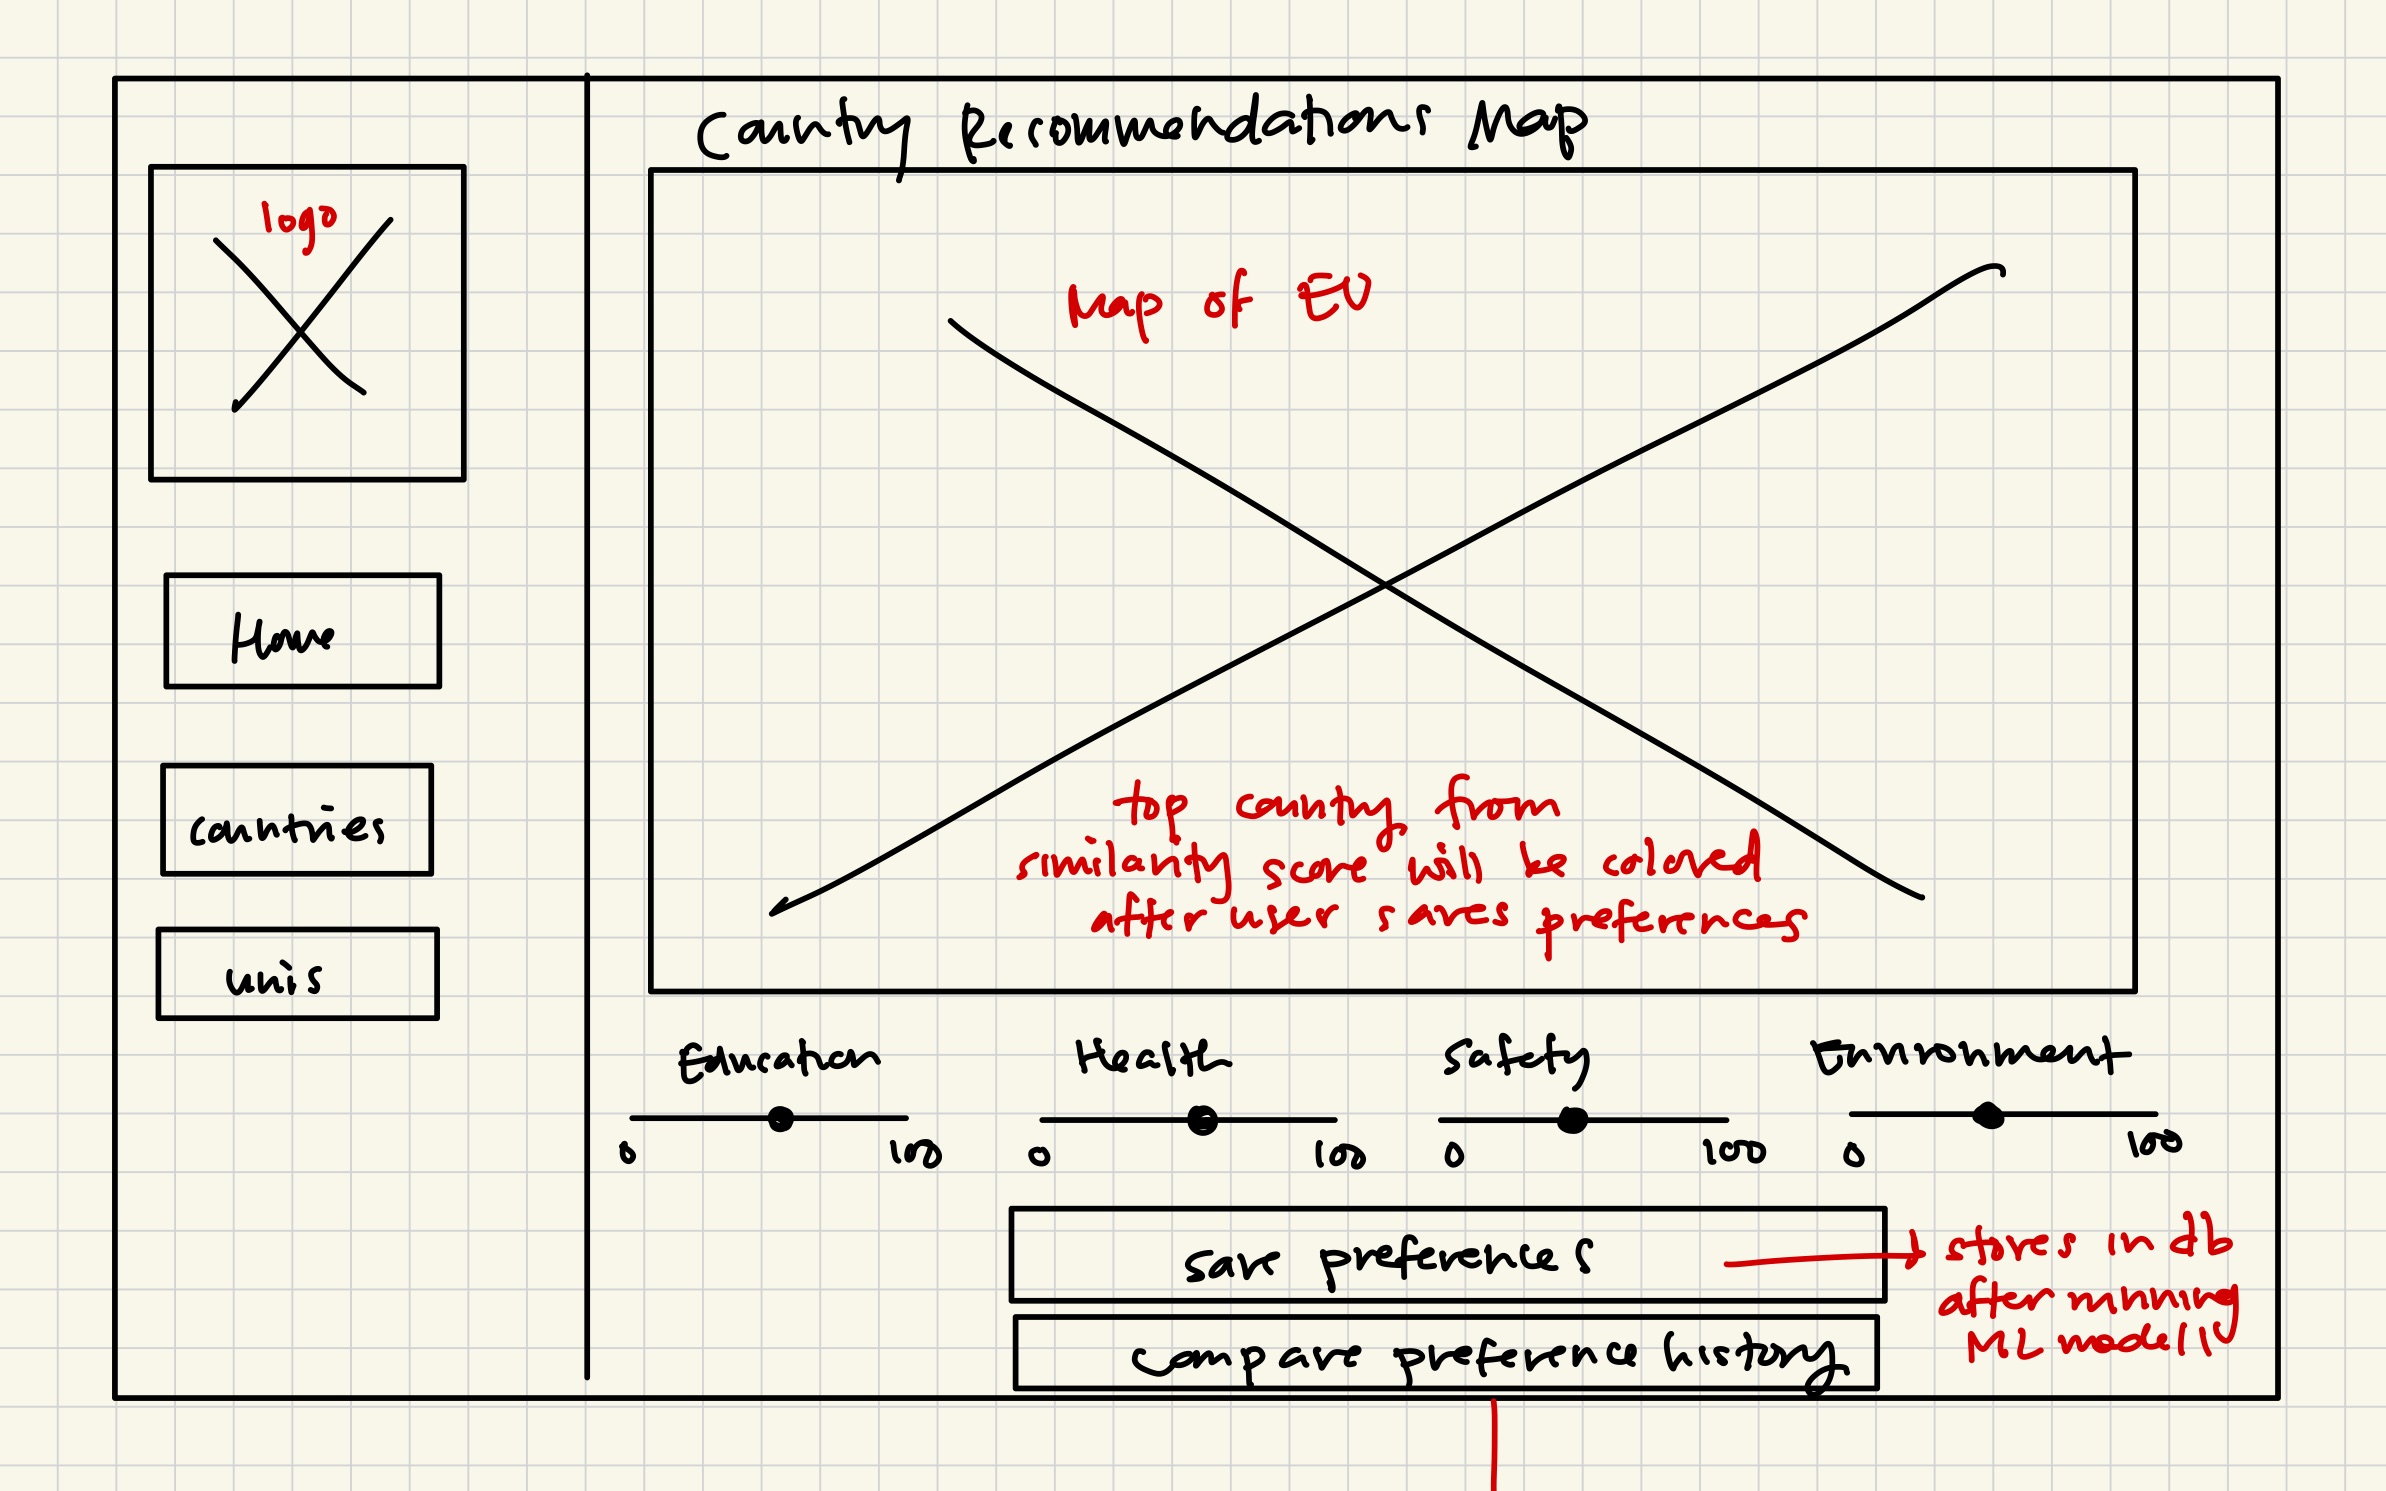 Country Recommendations Map
logo
Map of EU
Home
countries
unis
top country from
similarity score will be colored
after user saves preferences
Education
Health
Safety
Environment
0
100
0
100
0
100
0
100
save preferences
stores in db
after running
ML model
compare preference history